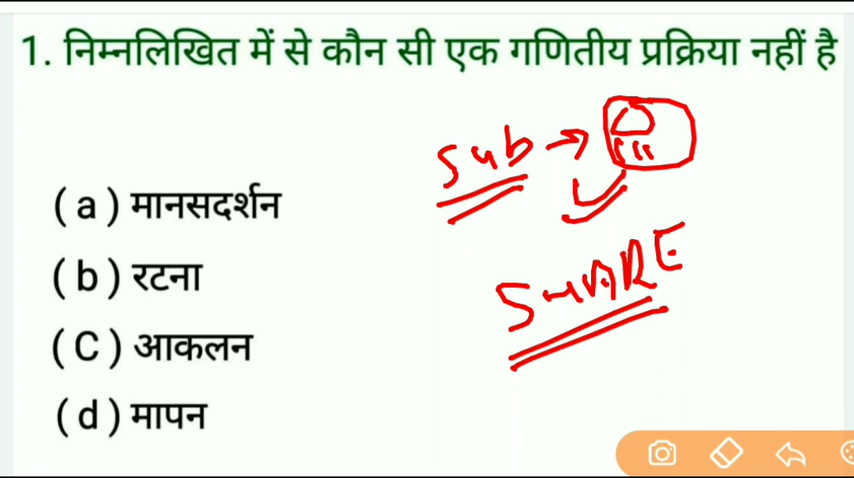 1. निम्नलिखित में से कौन सी एक गणितीय प्रक्रिया नहीं है
Sub →
(a) मानसदर्शन
(b) रटना
SHARE
(C) आकलन
(d) मापन